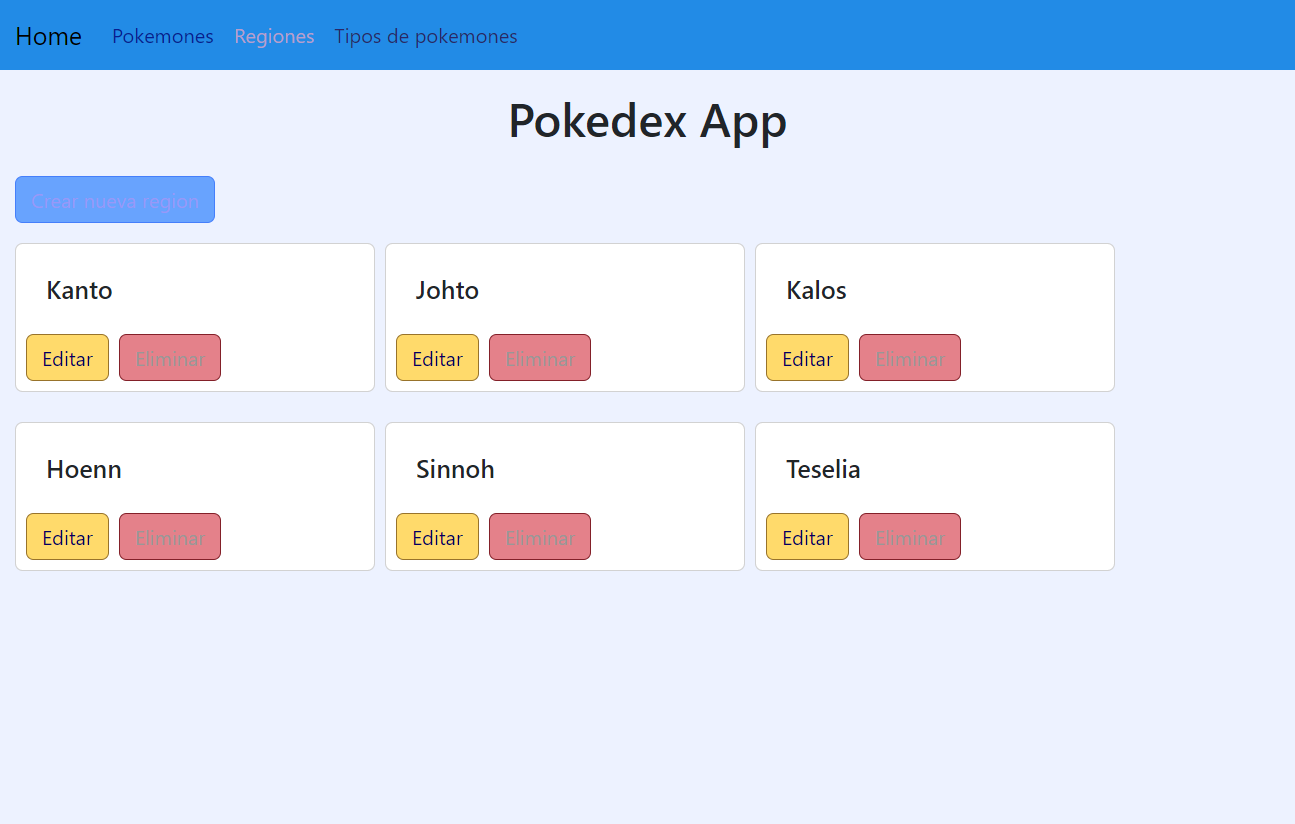 Home Pokemones Regiones Tipos de pokemones
Pokedex App
Crear nueva region
Kanto Johto Kalos
Editar Eliminar Editar Eliminar Editar Eliminar
Hoenn Sinnoh Teselia
Editar Eliminar Editar Eliminar Editar Eliminar